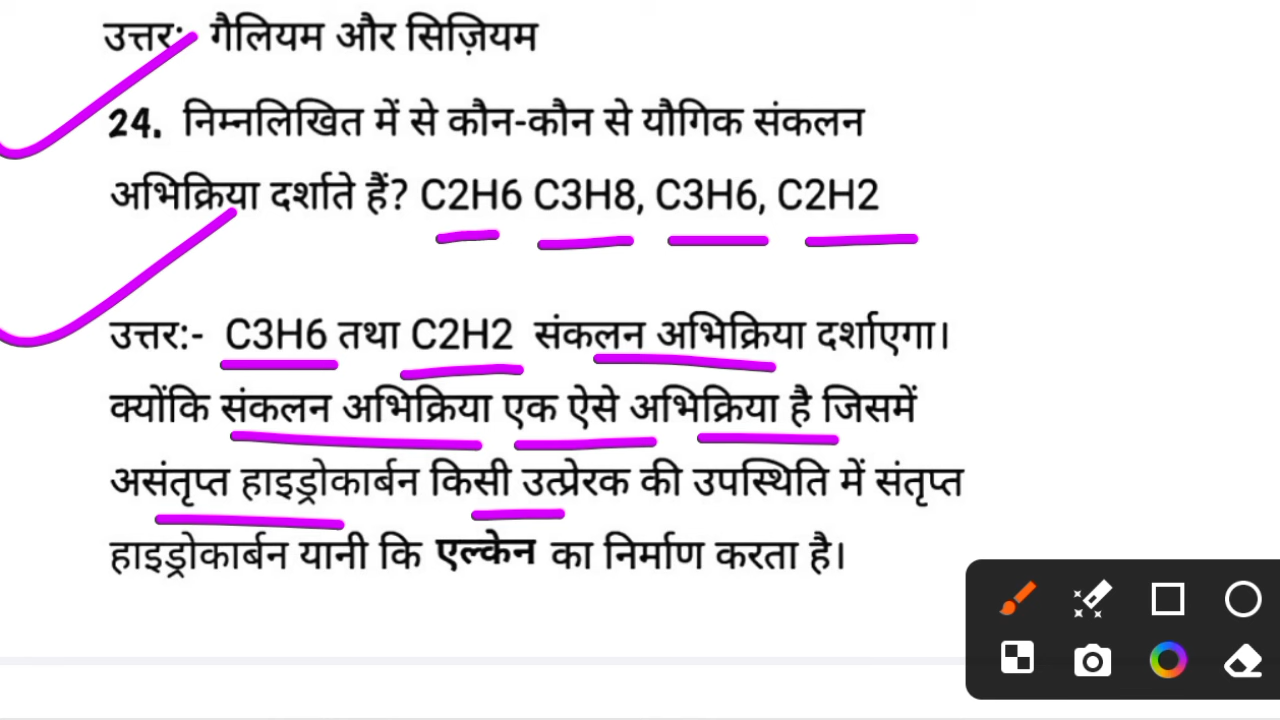 उत्तर:- गैलियम और सिज़ियम
24. निम्नलिखित में से कौन-कौन से यौगिक संकलन
अभिक्रिया दर्शाते हैं? C2H6 C3H8, C3H6, C2H2
उत्तर:- C3H6 तथा C2H2 संकलन अभिक्रिया दर्शाएगा।
क्योंकि संकलन अभिक्रिया एक ऐसे अभिक्रिया है जिसमें
असंतृप्त हाइड्रोकार्बन किसी उत्प्रेरक की उपस्थिति में संतृप्त
हाइड्रोकार्बन यानी कि एल्केन का निर्माण करता है।